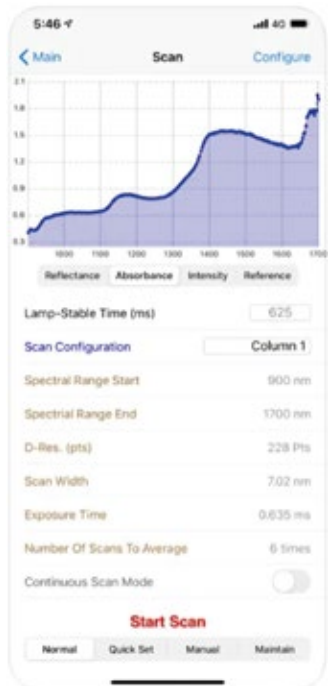 5:46 4G
Main Scan Configure
2.1
1.8
1.5
1.2
0.9
0.6
0.3
1000 1100 1200 1300 1400 1500 1600 1700
Reflectance Absorbance Intensity Reference
Lamp-Stable Time (ms) 625
Scan Configuration Column 1
Spectral Range Start 900 nm
Spectrial Range End 1700 nm
D-Res. (pts) 228 Pts
Scan Width 7.02 nm
Exposure Time 0.635 ms
Number Of Scans To Average 6 times
Continuous Scan Mode
Start Scan
Normal Quick Set Manual Maintain